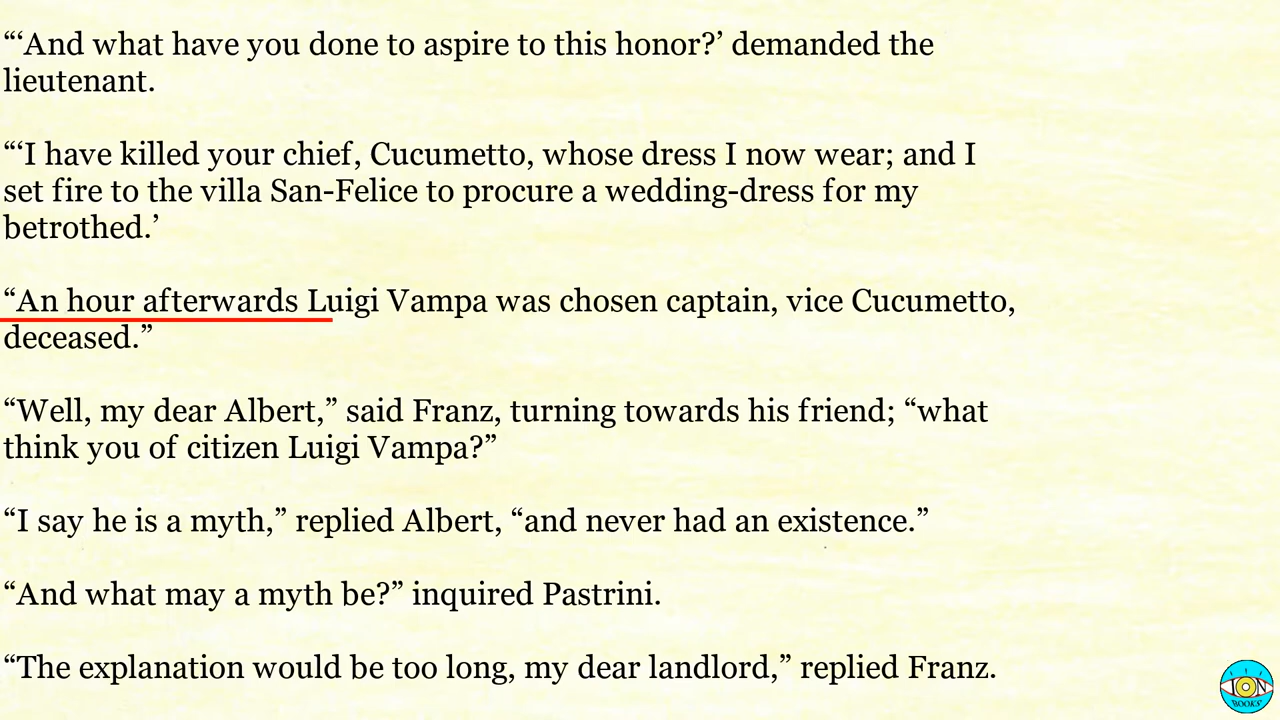 “‘And what have you done to aspire to this honor?’ demanded the
lieutenant.
“‘I have killed your chief, Cucumetto, whose dress I now wear; and I
set fire to the villa San-Felice to procure a wedding-dress for my
betrothed.’
“An hour afterwards Luigi Vampa was chosen captain, vice Cucumetto,
deceased.”
“Well, my dear Albert,” said Franz, turning towards his friend; “what
think you of citizen Luigi Vampa?”
“I say he is a myth,” replied Albert, “and never had an existence.”
“And what may a myth be?” inquired Pastrini.
“The explanation would be too long, my dear landlord,” replied Franz.
ION
BOOKS